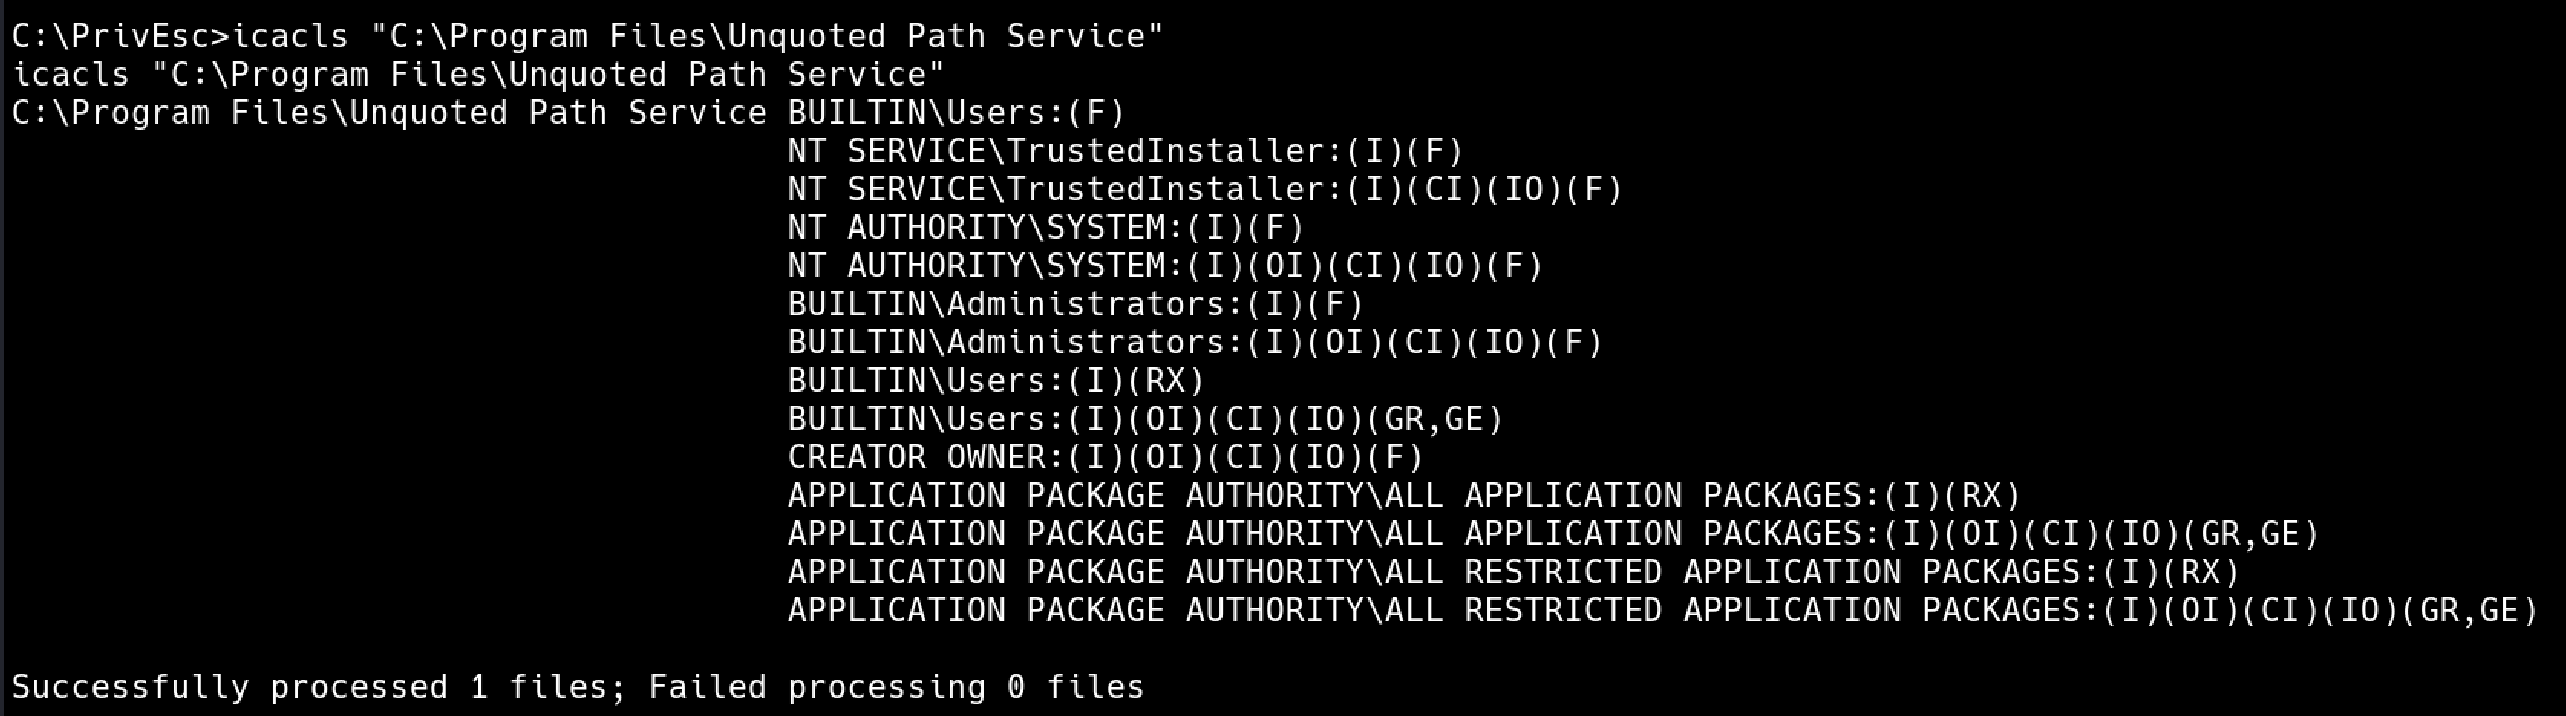 C:\PrivEsc>icacls "C:\Program Files\Unquoted Path Service"
icacls "C:\Program Files\Unquoted Path Service"
C:\Program Files\Unquoted Path Service BUILTIN\Users:(F)
NT SERVICE\TrustedInstaller:(I)(F)
NT SERVICE\TrustedInstaller:(I)(CI)(IO)(F)
NT AUTHORITY\SYSTEM:(I)(F)
NT AUTHORITY\SYSTEM:(I)(OI)(CI)(IO)(F)
BUILTIN\Administrators:(I)(F)
BUILTIN\Administrators:(I)(OI)(CI)(IO)(F)
BUILTIN\Users:(I)(RX)
BUILTIN\Users:(I)(OI)(CI)(IO)(GR,GE)
CREATOR OWNER:(I)(OI)(CI)(IO)(F)
APPLICATION PACKAGE AUTHORITY\ALL APPLICATION PACKAGES:(I)(RX)
APPLICATION PACKAGE AUTHORITY\ALL APPLICATION PACKAGES:(I)(OI)(CI)(IO)(GR,GE)
APPLICATION PACKAGE AUTHORITY\ALL RESTRICTED APPLICATION PACKAGES:(I)(RX)
APPLICATION PACKAGE AUTHORITY\ALL RESTRICTED APPLICATION PACKAGES:(I)(OI)(CI)(IO)(GR,GE)
Successfully processed 1 files; Failed processing 0 files